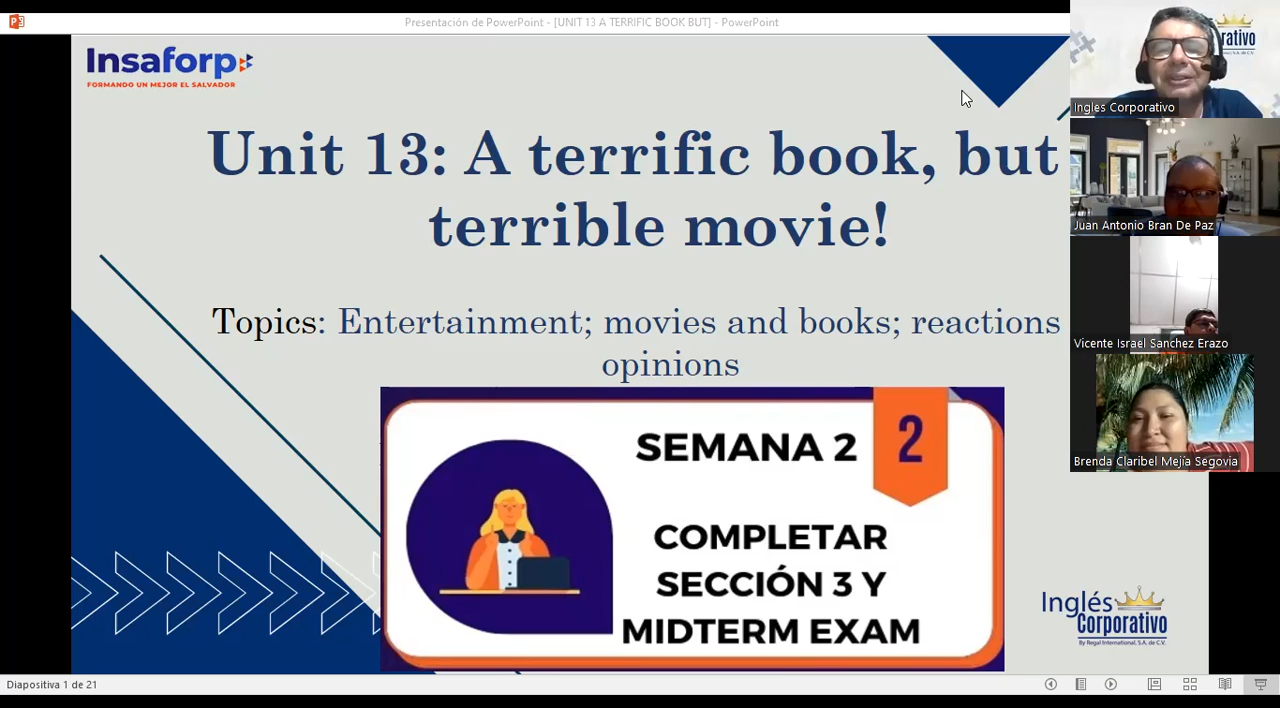 Presentación de PowerPoint - [UNIT 13 A TERRIFIC BOOK BUT] - PowerPoint
Insaforp
FORMANDO UN MEJOR EL SALVADOR
Unit 13: A terrific book, but
terrible movie!
Topics: Entertainment; movies and books; reactions
opinions
SEMANA 2
2
COMPLETAR
SECCIÓN 3 Y
MIDTERM EXAM
Inglés
Corporativo
By Regal International, S.A. de C.V.
Ingles Corporativo
Juan Antonio Bran De Paz
Vicente Israel Sanchez Erazo
Brenda Claribel Mejía Segovia
Diapositiva 1 de 21